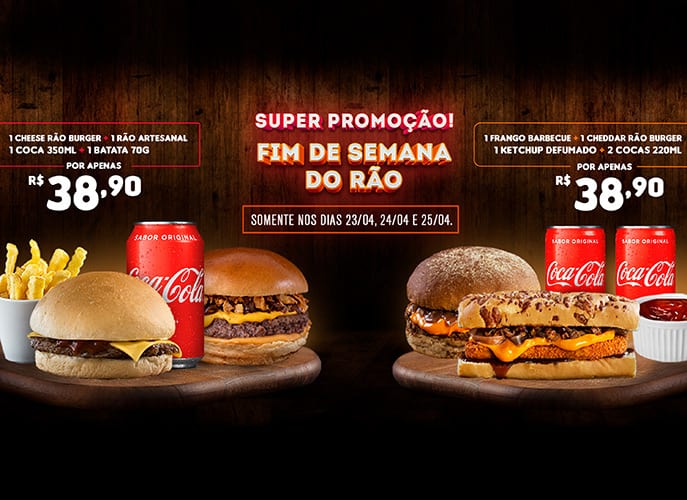 SUPER PROMOÇÃO!
FIM DE SEMANA
DO RÃO
SOMENTE NOS DIAS 23/04, 24/04 E 25/04.
1 CHEESE RÃO BURGER + 1 RÃO ARTESANAL
1 COCA 350ML + 1 BATATA 70G
POR APENAS
R$ 38,90
1 FRANGO BARBECUE + 1 CHEDDAR RÃO BURGER
1 KETCHUP DEFUMADO + 2 COCAS 220ML
POR APENAS
R$ 38,90
SABOR ORIGINAL
Coca-Cola
SABOR ORIGINAL
Coca-Cola
SABOR ORIGINAL
Coca-Cola